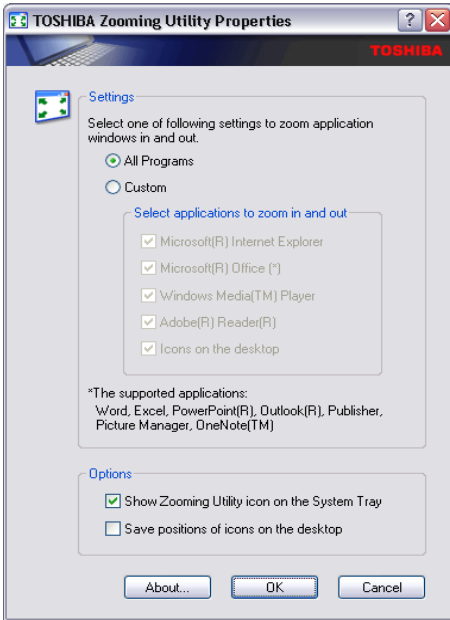 TOSHIBA Zooming Utility Properties
TOSHIBA
Settings
Select one of following settings to zoom application
windows in and out.
All Programs
Custom
Select applications to zoom in and out
Microsoft(R) Internet Explorer
Microsoft(R) Office (*)
Windows Media(TM) Player
Adobe(R) Reader(R)
Icons on the desktop
*The supported applications:
Word, Excel, PowerPoint(R), Outlook(R), Publisher,
Picture Manager, OneNote(TM)
Options
Show Zooming Utility icon on the System Tray
Save positions of icons on the desktop
About... OK Cancel